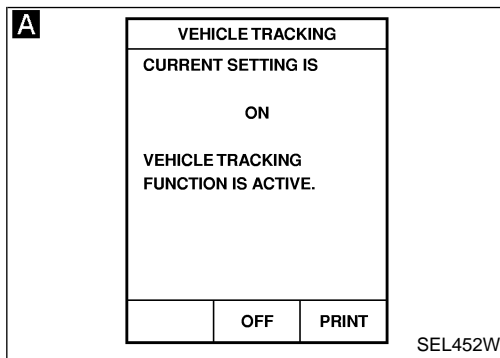 A
VEHICLE TRACKING
CURRENT SETTING IS
ON
VEHICLE TRACKING
FUNCTION IS ACTIVE.
OFF PRINT
SEL452W